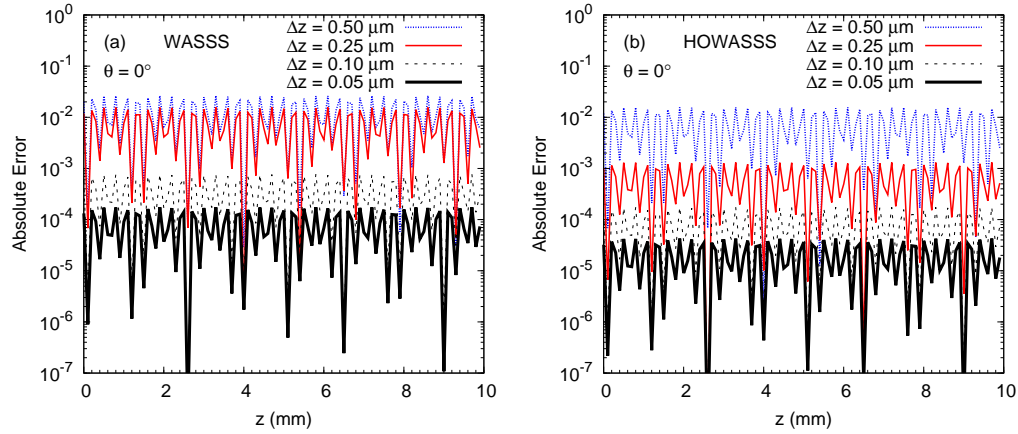 (a) WASSS
θ = 0°
Δz = 0.50 μm
Δz = 0.25 μm
Δz = 0.10 μm
Δz = 0.05 μm
Absolute Error
10⁰
10⁻¹
10⁻²
10⁻³
10⁻⁴
10⁻⁵
10⁻⁶
10⁻⁷
0 2 4 6 8 10
z (mm)
(b) HOWASSS
θ = 0°
Δz = 0.50 μm
Δz = 0.25 μm
Δz = 0.10 μm
Δz = 0.05 μm
Absolute Error
10⁰
10⁻¹
10⁻²
10⁻³
10⁻⁴
10⁻⁵
10⁻⁶
10⁻⁷
0 2 4 6 8 10
z (mm)